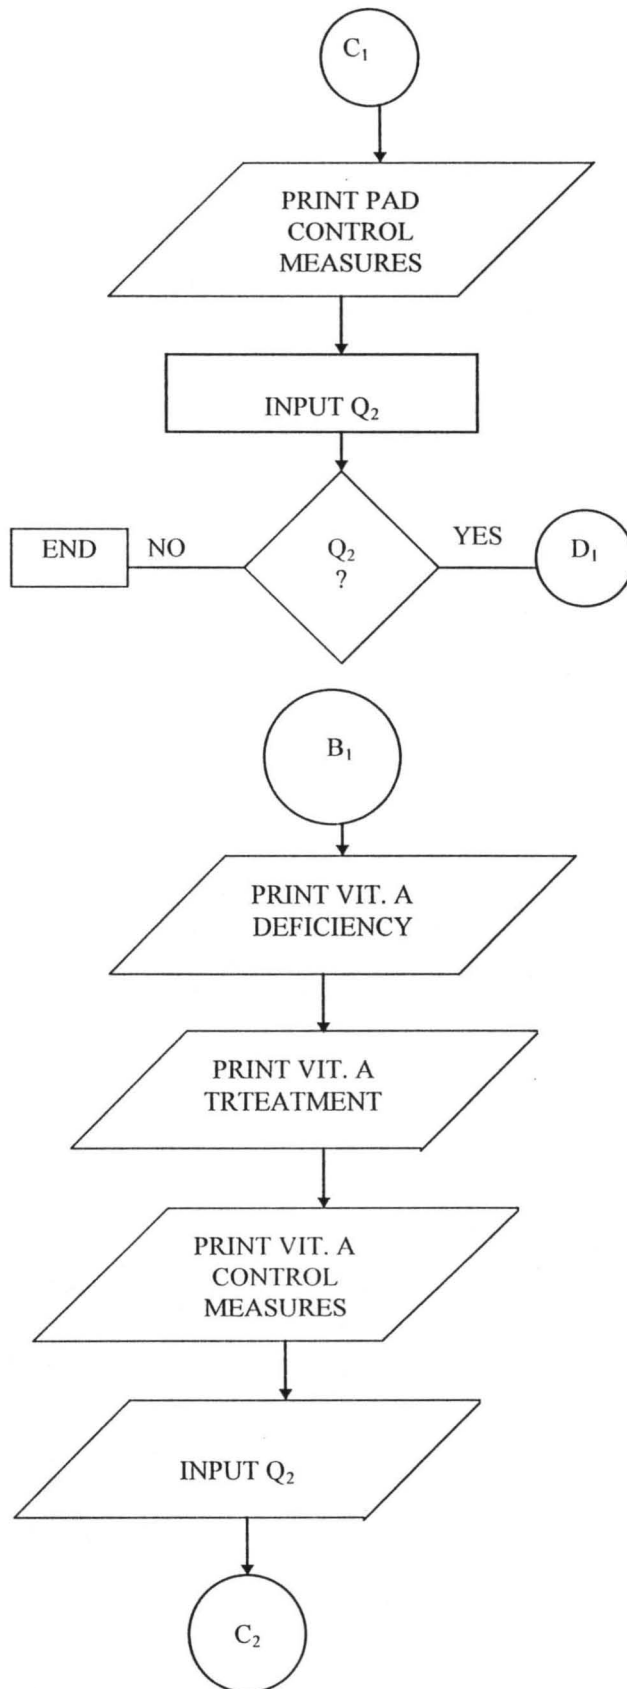 C₁
PRINT PAD
CONTROL
MEASURES
INPUT Q₂
END NO Q₂ YES D₁
?
B₁
PRINT VIT. A
DEFICIENCY
PRINT VIT. A
TRTEATMENT
PRINT VIT. A
CONTROL
MEASURES
INPUT Q₂
C₂